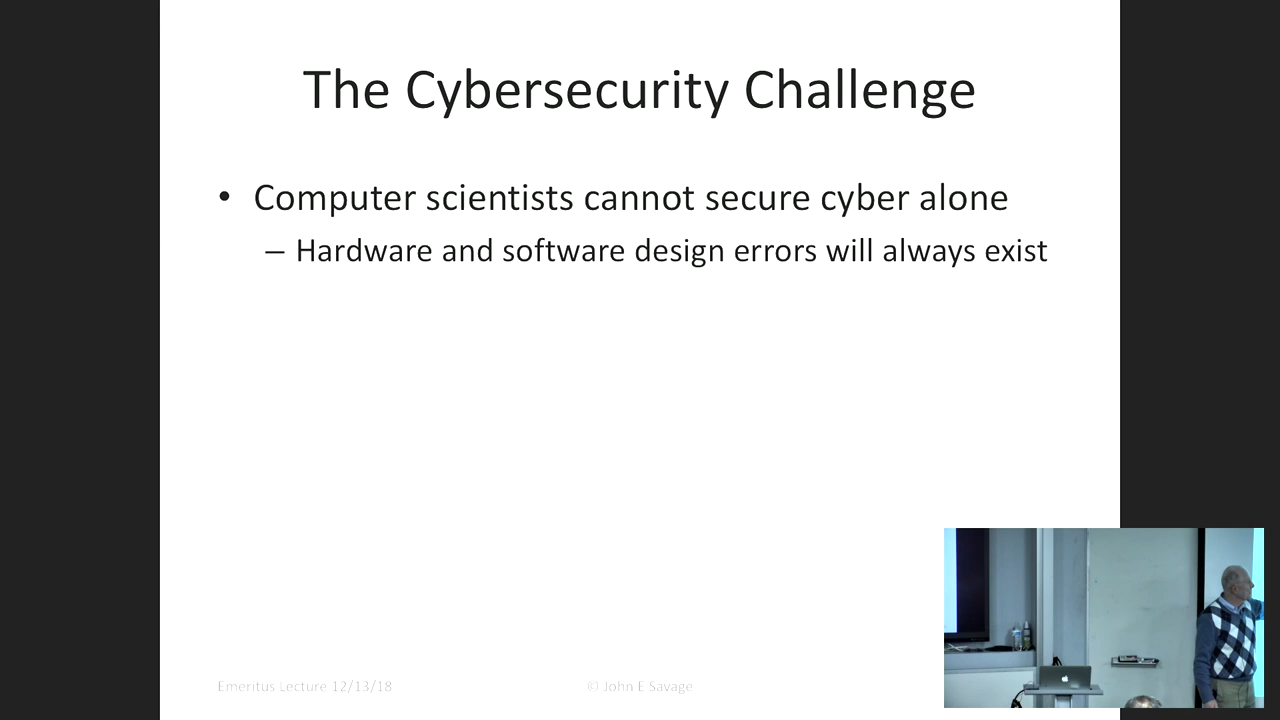 The Cybersecurity Challenge
• Computer scientists cannot secure cyber alone
– Hardware and software design errors will always exist
Emeritus Lecture 12/13/18
© John E Savage